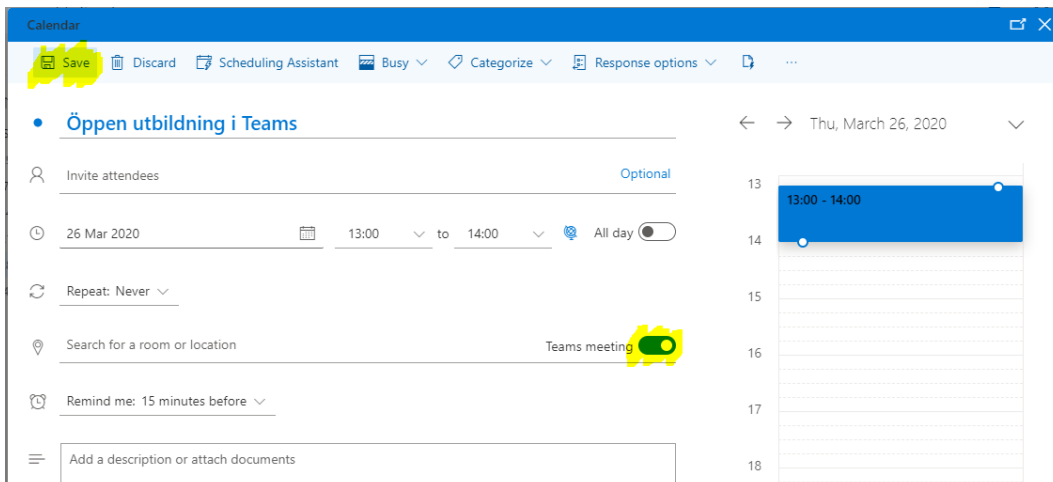 Calendar
Save Discard Scheduling Assistant Busy Categorize Response options ...
Öppen utbildning i Teams
Invite attendees Optional
26 Mar 2020 13:00 to 14:00 All day
Repeat: Never
Search for a room or location Teams meeting
Remind me: 15 minutes before
Add a description or attach documents
Thu, March 26, 2020
13
13:00 - 14:00
14
15
16
17
18